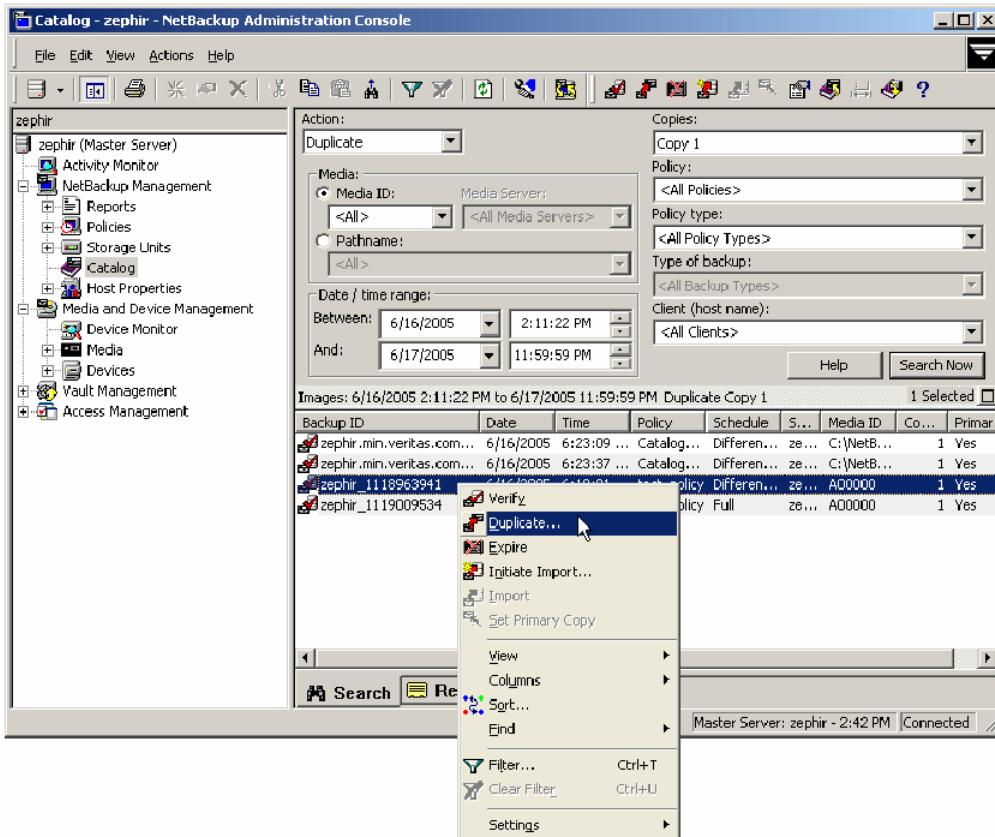 Catalog - zephir - NetBackup Administration Console
File Edit View Actions Help
zephir
zephir (Master Server)
Activity Monitor
NetBackup Management
Reports
Policies
Storage Units
Catalog
Host Properties
Media and Device Management
Device Monitor
Media
Devices
Vault Management
Access Management
Action:
Duplicate
Media:
Media ID: Media Server:
<All> <All Media Servers>
Pathname:
<All>
Date / time range:
Between: 6/16/2005 2:11:22 PM
And: 6/17/2005 11:59:59 PM
Copies:
Copy 1
Policy:
<All Policies>
Policy type:
<All Policy Types>
Type of backup:
<All Backup Types>
Client (host name):
<All Clients>
Help Search Now
Images: 6/16/2005 2:11:22 PM to 6/17/2005 11:59:59 PM Duplicate Copy 1 1 Selected
Backup ID Date Time Policy Schedule S... Media ID Co... Primar
zephir.min.veritas.com... 6/16/2005 6:23:09 ... Catalog... Differen... ze... C:\NetB... 1 Yes
zephir.min.veritas.com... 6/16/2005 6:23:37 ... Catalog... Differen... ze... C:\NetB... 1 Yes
zephir_1118963941 Differen... ze... A00000 1 Yes
zephir_1119009534 olicy Full ze... A00000 1 Yes
Verify
Duplicate...
Expire
Initiate Import...
Import
Set Primary Copy
View
Columns
Sort...
Find
Filter... Ctrl+T
Clear Filter Ctrl+U
Settings
Search Re
Master Server: zephir - 2:42 PM Connected